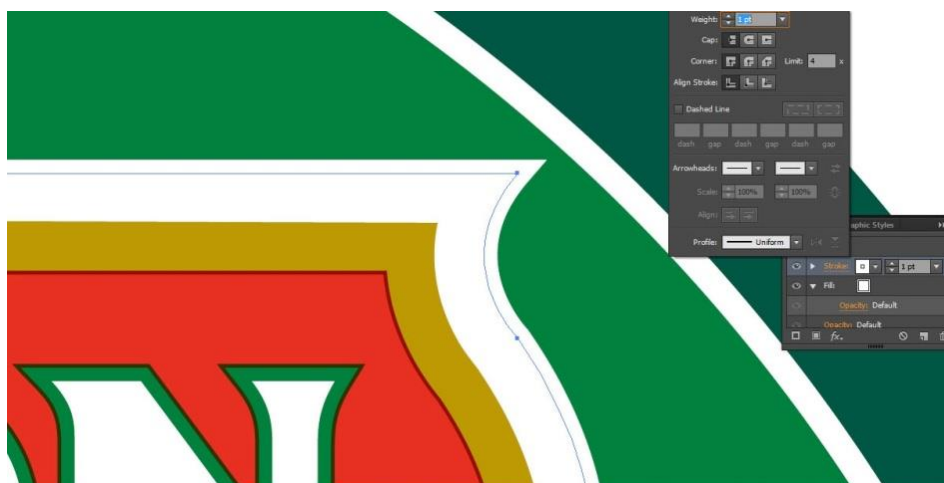 Weight: 1 pt
Cap:
Corner: Limit: 4 x
Align Stroke:
Dashed Line
dash gap dash gap dash gap
Arrowheads:
Scale: 100% 100%
Align:
Profile: Uniform
aphic Styles
Stroke: 1 pt
Fill:
Opacity: Default
Opacity: Default
fx.
N